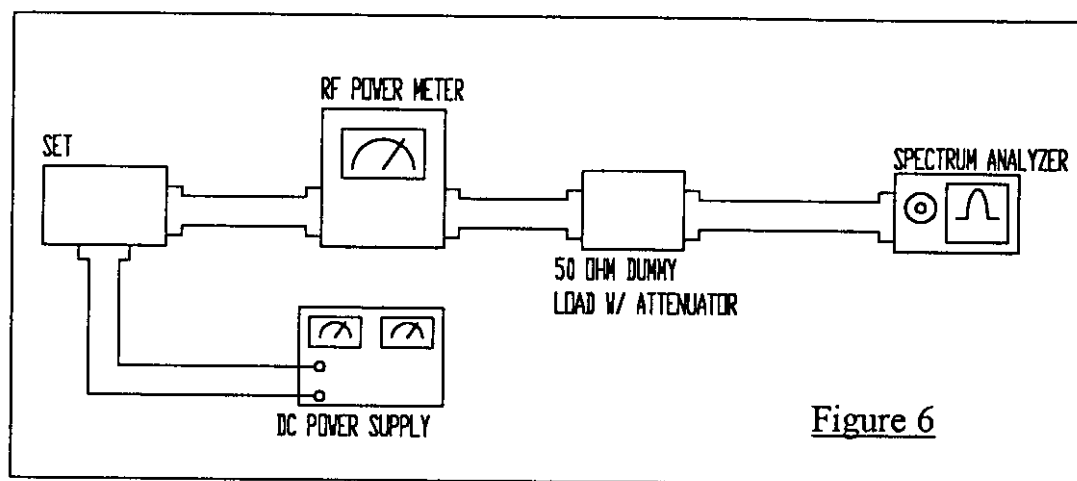 RF POWER METER
SET
SPECTRUM ANALYZER
50 OHM DUMMY
LOAD W/ ATTENUATOR
DC POWER SUPPLY
Figure 6